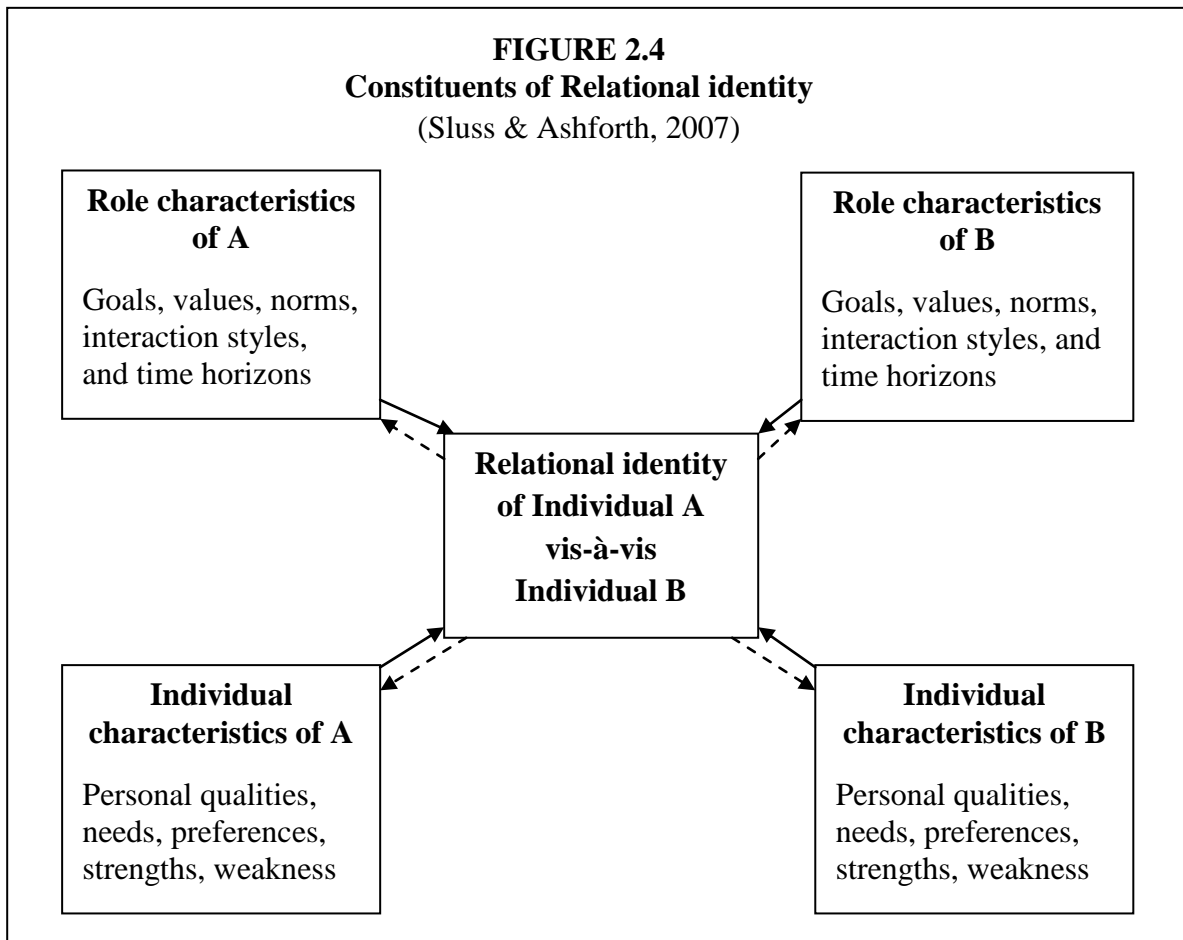 FIGURE 2.4
Constituents of Relational identity
(Sluss & Ashforth, 2007)
Role characteristics
of A
Goals, values, norms,
interaction styles,
and time horizons
Role characteristics
of B
Goals, values, norms,
interaction styles, and
time horizons
Relational identity
of Individual A
vis-à-vis
Individual B
Individual
characteristics of A
Personal qualities,
needs, preferences,
strengths, weakness
Individual
characteristics of B
Personal qualities,
needs, preferences,
strengths, weakness